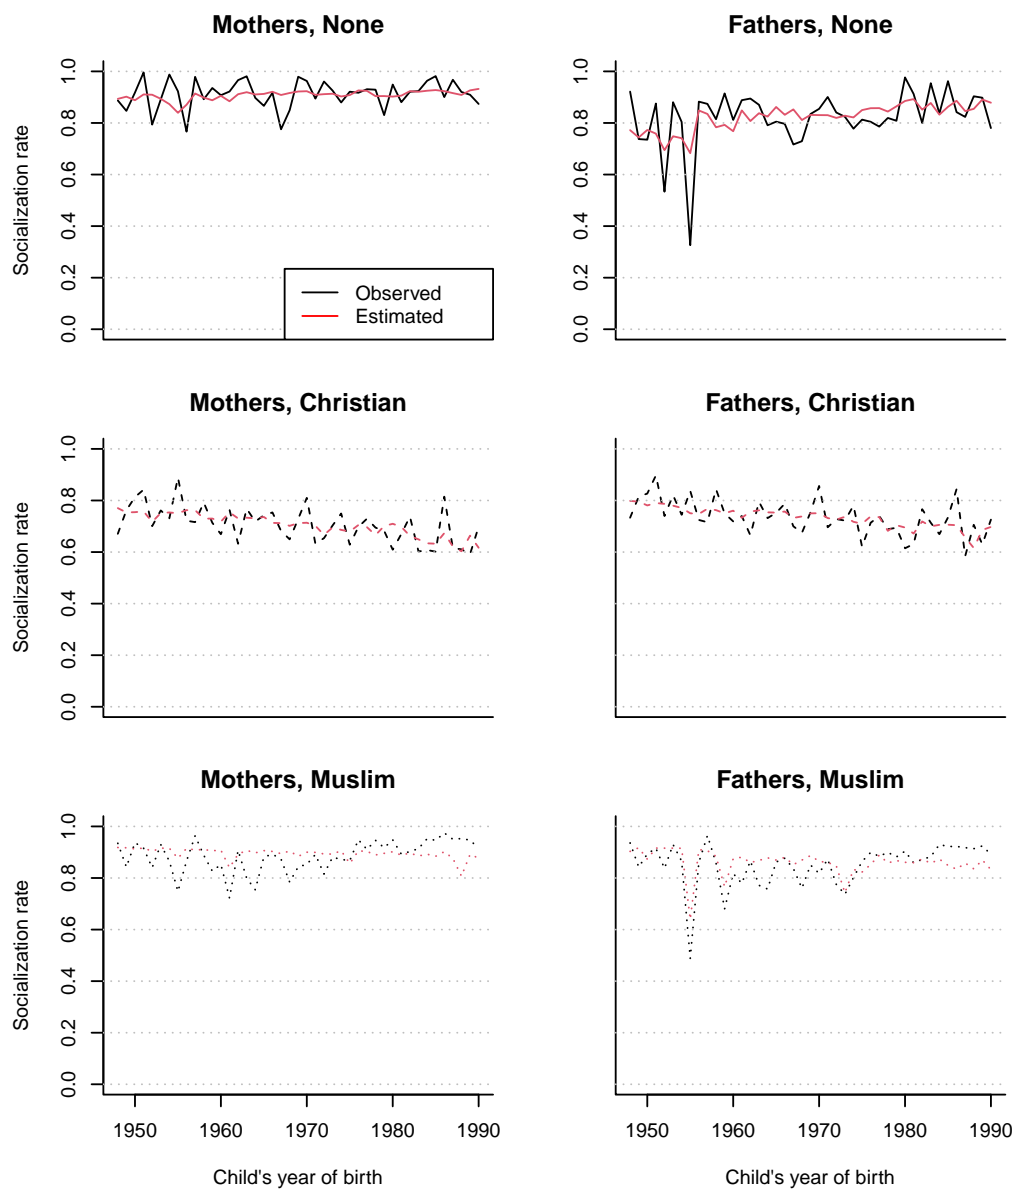 Mothers, None
Fathers, None
Socialization rate
1.0
0.8
0.6
0.4
0.2
0.0
Observed
Estimated
1.0
0.8
0.6
0.4
0.2
0.0
Mothers, Christian
Fathers, Christian
Socialization rate
1.0
0.8
0.6
0.4
0.2
0.0
1.0
0.8
0.6
0.4
0.2
0.0
Mothers, Muslim
Fathers, Muslim
Socialization rate
1.0
0.8
0.6
0.4
0.2
0.0
1.0
0.8
0.6
0.4
0.2
0.0
1950 1960 1970 1980 1990
1950 1960 1970 1980 1990
Child's year of birth
Child's year of birth